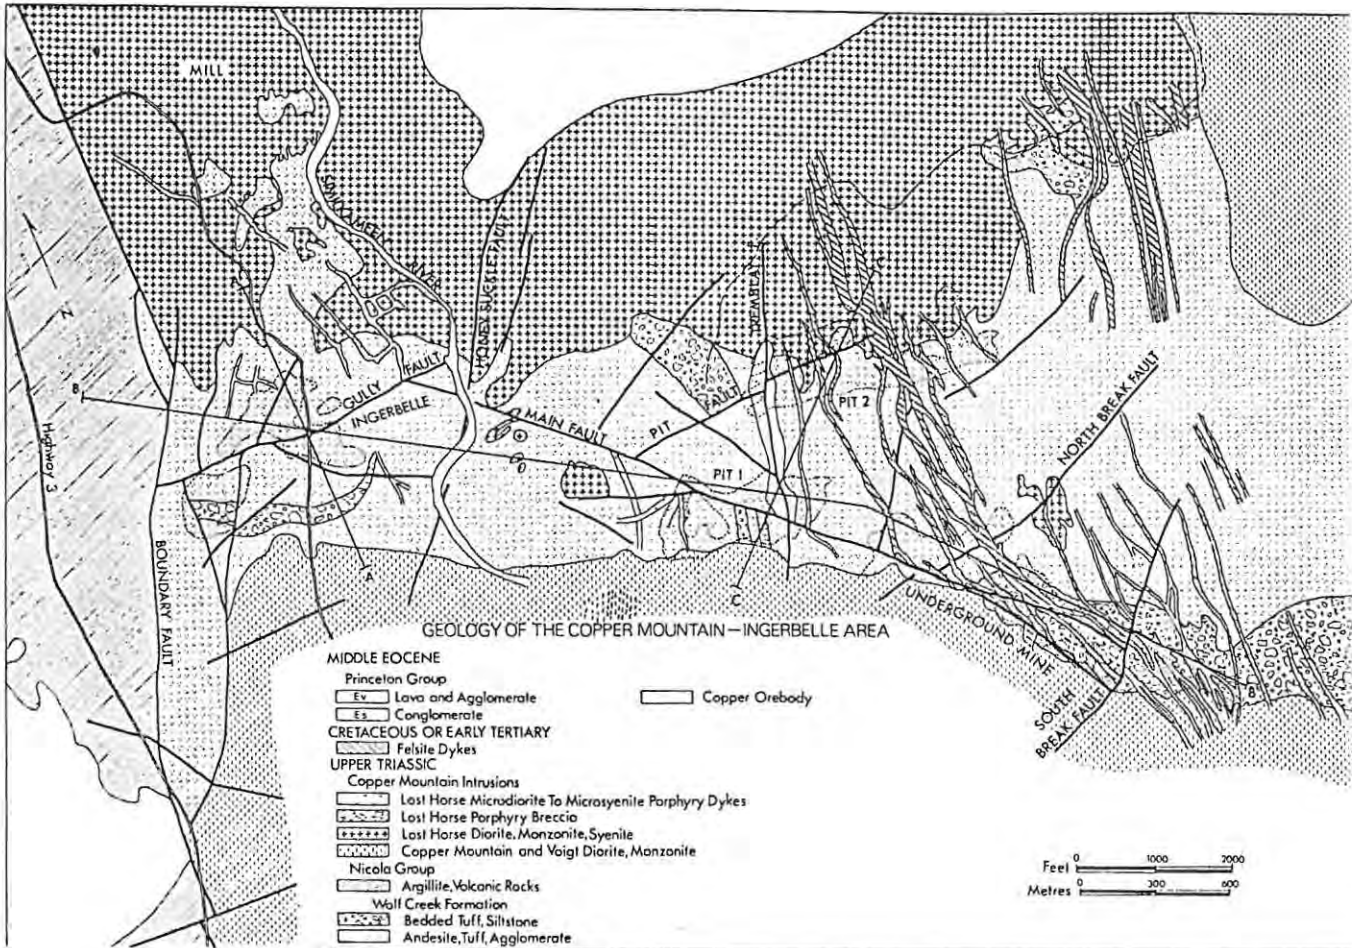 MILL
SIMILKAMEEN
RIVER
HONEY SUCKLE FAULT
N
B
Highway 3
BOUNDARY FAULT
GULLY FAULT
INGERBELLE
MAIN FAULT
PIT FAULT
PIT 1
PIT 2
NORTH BREAK FAULT
A
C
UNDERGROUND MINE
SOUTH
BREAK FAULT
B'
GEOLOGY OF THE COPPER MOUNTAIN—INGERBELLE AREA
MIDDLE EOCENE
Princeton Group
Ev Lava and Agglomerate
Copper Orebody
Es Conglomerate
CRETACEOUS OR EARLY TERTIARY
Felsite Dykes
UPPER TRIASSIC
Copper Mountain Intrusions
Lost Horse Microdiorite To Microsyenite Porphyry Dykes
Lost Horse Porphyry Breccia
Lost Horse Diorite, Monzonite, Syenite
Copper Mountain and Voigt Diorite, Monzonite
Nicola Group
Argillite, Volcanic Rocks
Wolf Creek Formation
Bedded Tuff, Siltstone
Andesite, Tuff, Agglomerate
Feet 0 1000 2000
Metres 0 300 600